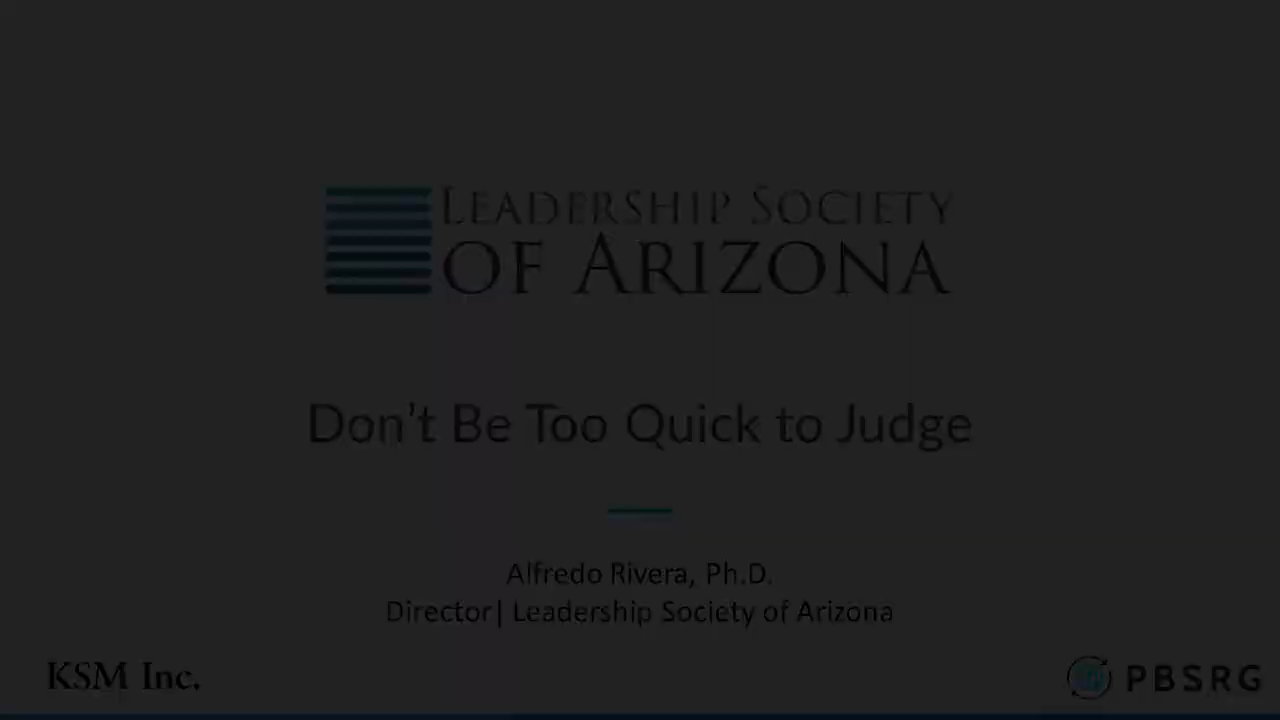 LEADERSHIP SOCIETY
OF ARIZONA
Don't Be Too Quick to Judge
Alfredo Rivera, Ph.D.
Director| Leadership Society of Arizona
KSM Inc.
PBSRG